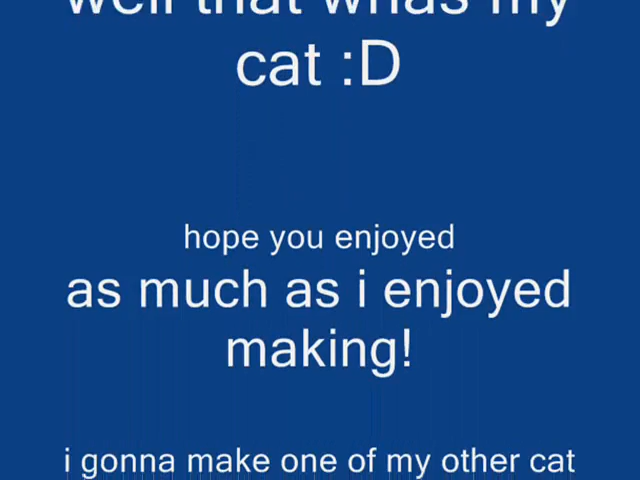 well that whas my
cat :D
hope you enjoyed
as much as i enjoyed
making!
i gonna make one of my other cat